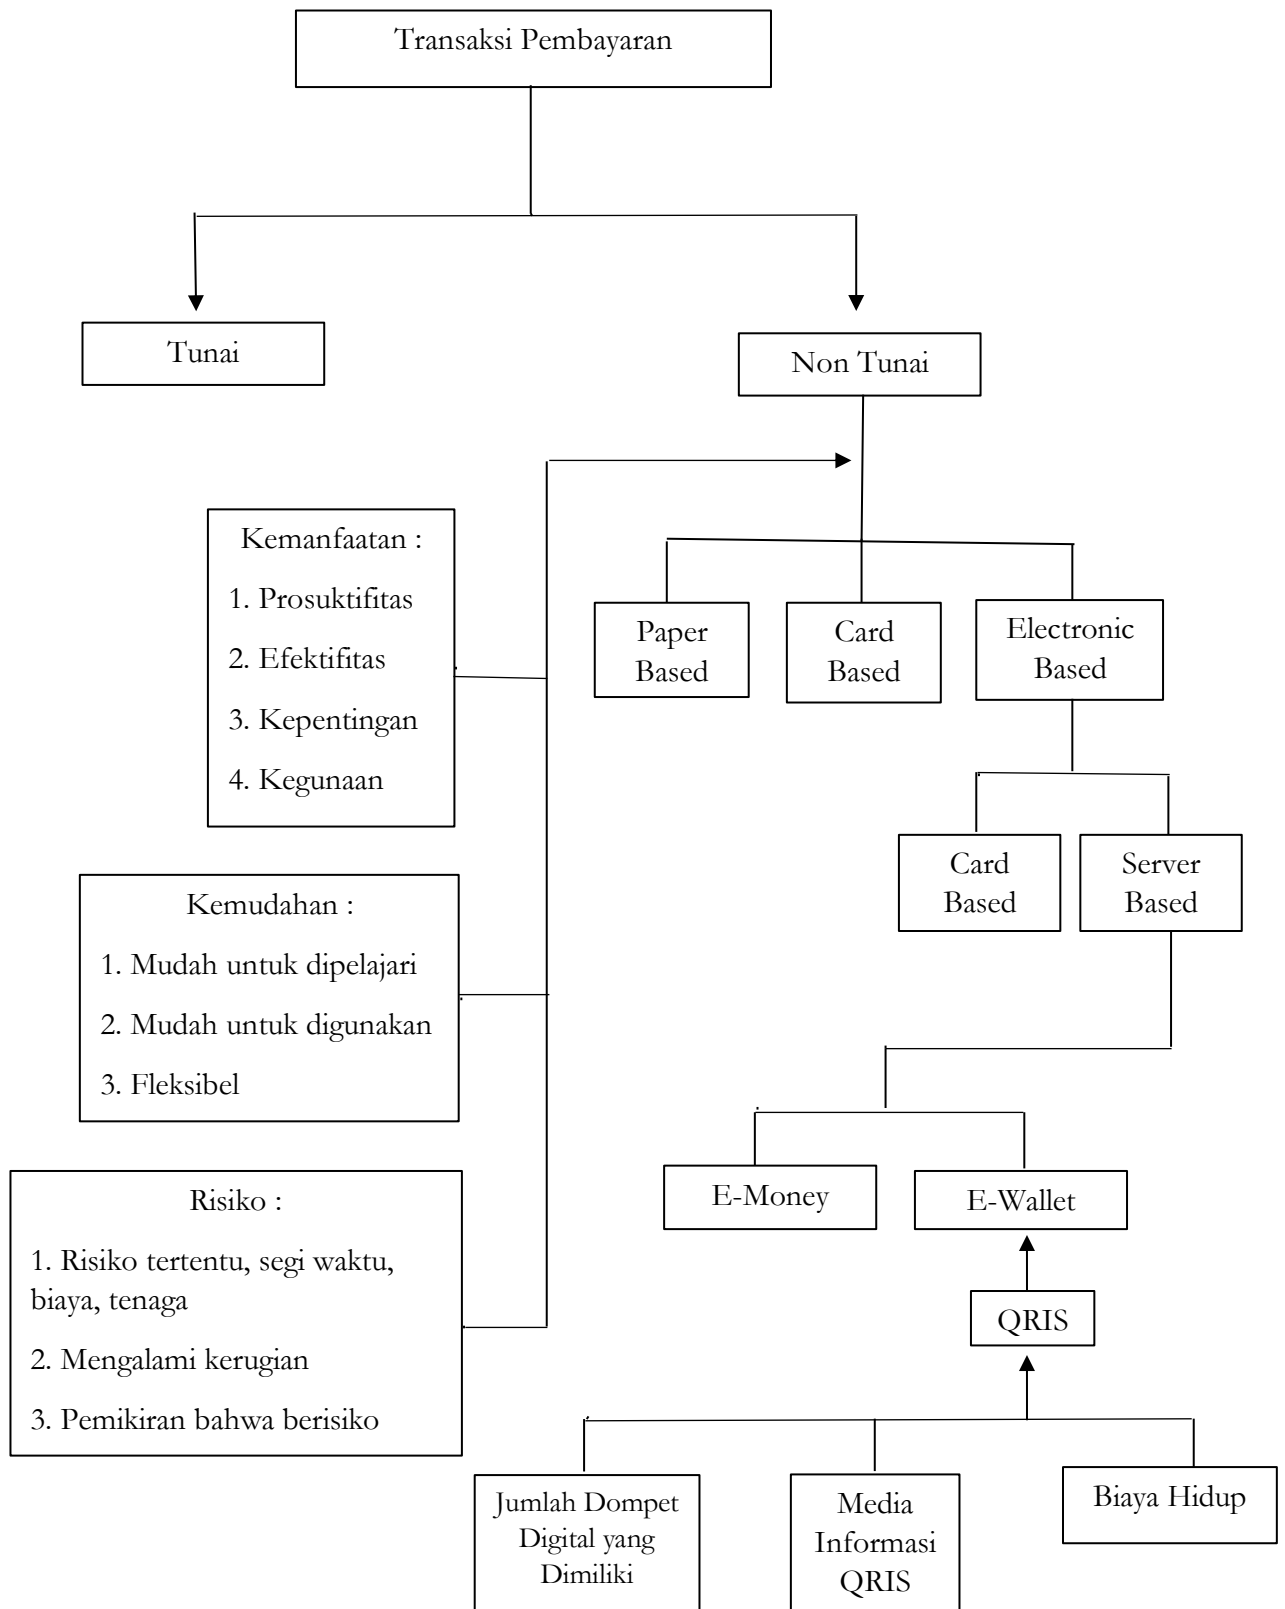 Transaksi Pembayaran
Tunai
Non Tunai
Kemanfaatan :
1. Prosuktifitas
2. Efektifitas
3. Kepentingan
4. Kegunaan
Paper
Based
Card
Based
Electronic
Based
Card
Based
Server
Based
Kemudahan :
1. Mudah untuk dipelajari
2. Mudah untuk digunakan
3. Fleksibel
E-Money
E-Wallet
Risiko :
1. Risiko tertentu, segi waktu,
biaya, tenaga
2. Mengalami kerugian
3. Pemikiran bahwa berisiko
QRIS
Jumlah Dompet
Digital yang
Dimiliki
Media
Informasi
QRIS
Biaya Hidup